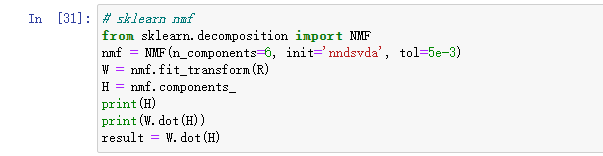 In [31]: # sklearn nmf
from sklearn.decomposition import NMF
nmf = NMF(n_components=6, init='nndsvda', tol=5e-3)
W = nmf.fit_transform(R)
H = nmf.components_
print(H)
print(W.dot(H))
result = W.dot(H)